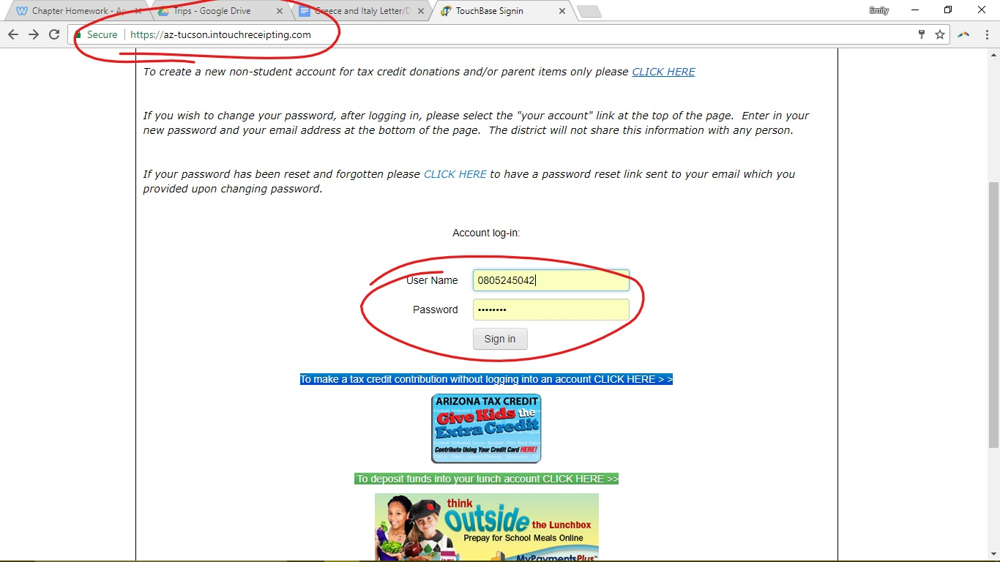 Chapter Homework - Ap
Trips - Google Drive
Greece and Italy Letter/D
TouchBase Signin
Emily
Secure
https://az-tucson.intouchreceipting.com
To create a new non-student account for tax credit donations and/or parent items only please CLICK HERE
If you wish to change your password, after logging in, please select the "your account" link at the top of the page. Enter in your
new password and your email address at the bottom of the page. The district will not share this information with any person.
If your password has been reset and forgotten please CLICK HERE to have a password reset link sent to your email which you
provided upon changing password.
Account log-in:
User Name 0805245042
Password ••••••••
Sign in
To make a tax credit contribution without logging into an account CLICK HERE > >
ARIZONA TAX CREDIT
Give Kids the
Extra Credit
Contribute Using Your Credit Card HERE!
To deposit funds into your lunch account CLICK HERE >>
think
Outside the Lunchbox
Prepay for School Meals Online
MyPaymentsPlus™